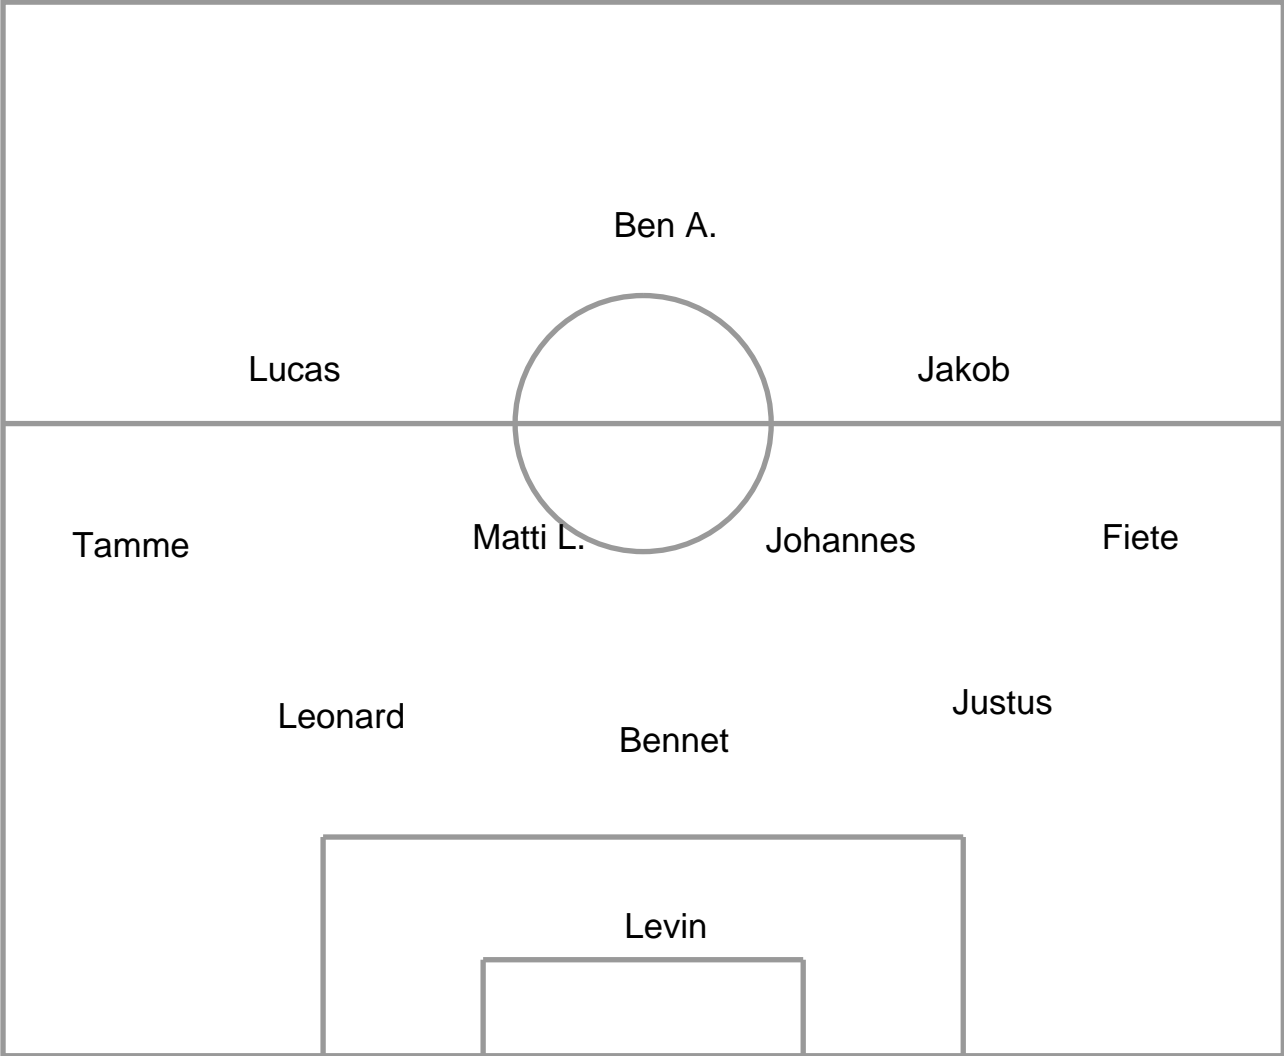 Ben A.
Lucas
Jakob
Tamme
Matti L.
Johannes
Fiete
Leonard
Bennet
Justus
Levin